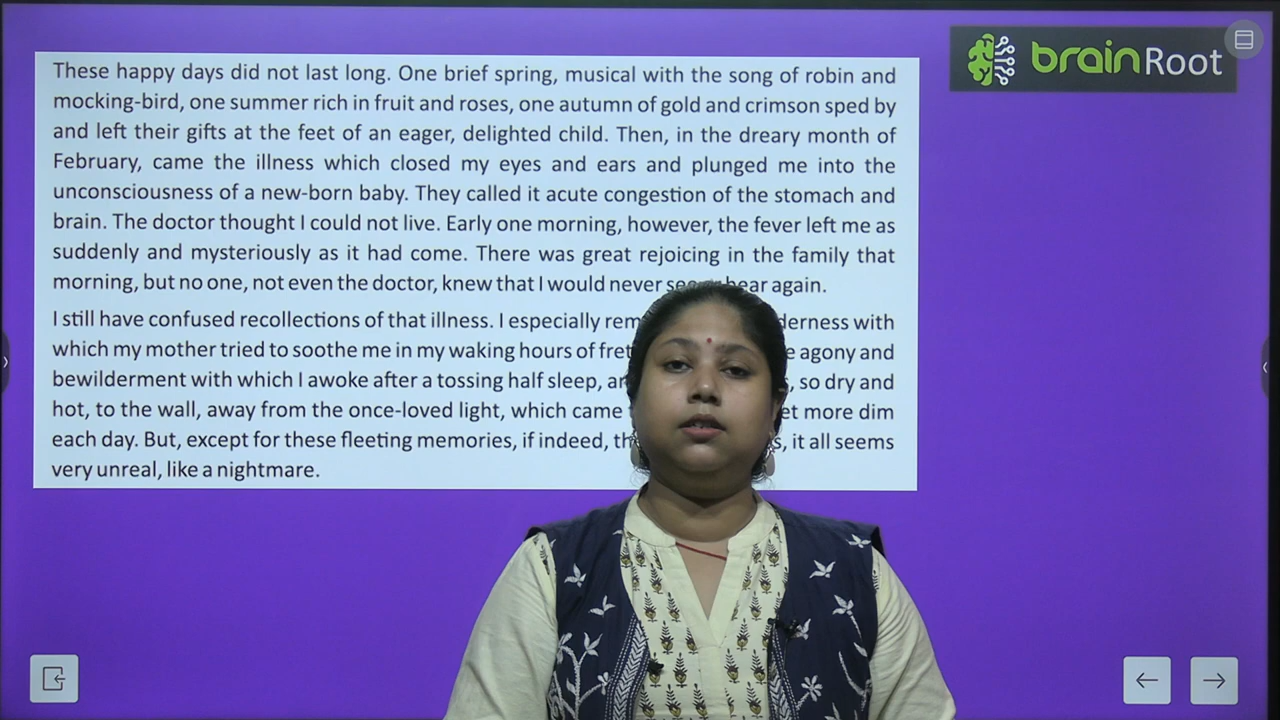 brainRoot
These happy days did not last long. One brief spring, musical with the song of robin and
mocking-bird, one summer rich in fruit and roses, one autumn of gold and crimson sped by
and left their gifts at the feet of an eager, delighted child. Then, in the dreary month of
February, came the illness which closed my eyes and ears and plunged me into the
unconsciousness of a new-born baby. They called it acute congestion of the stomach and
brain. The doctor thought I could not live. Early one morning, however, the fever left me as
suddenly and mysteriously as it had come. There was great rejoicing in the family that
morning, but no one, not even the doctor, knew that I would never see hear again.
I still have confused recollections of that illness. I especially with
which my mother tried to soothe me in my waking hours of agony and
bewilderment with which I awoke after a tossing half sleep, so dry and
hot, to the wall, away from the once-loved light, which came more dim
each day. But, except for these fleeting memories, if indeed, it all seems
very unreal, like a nightmare.